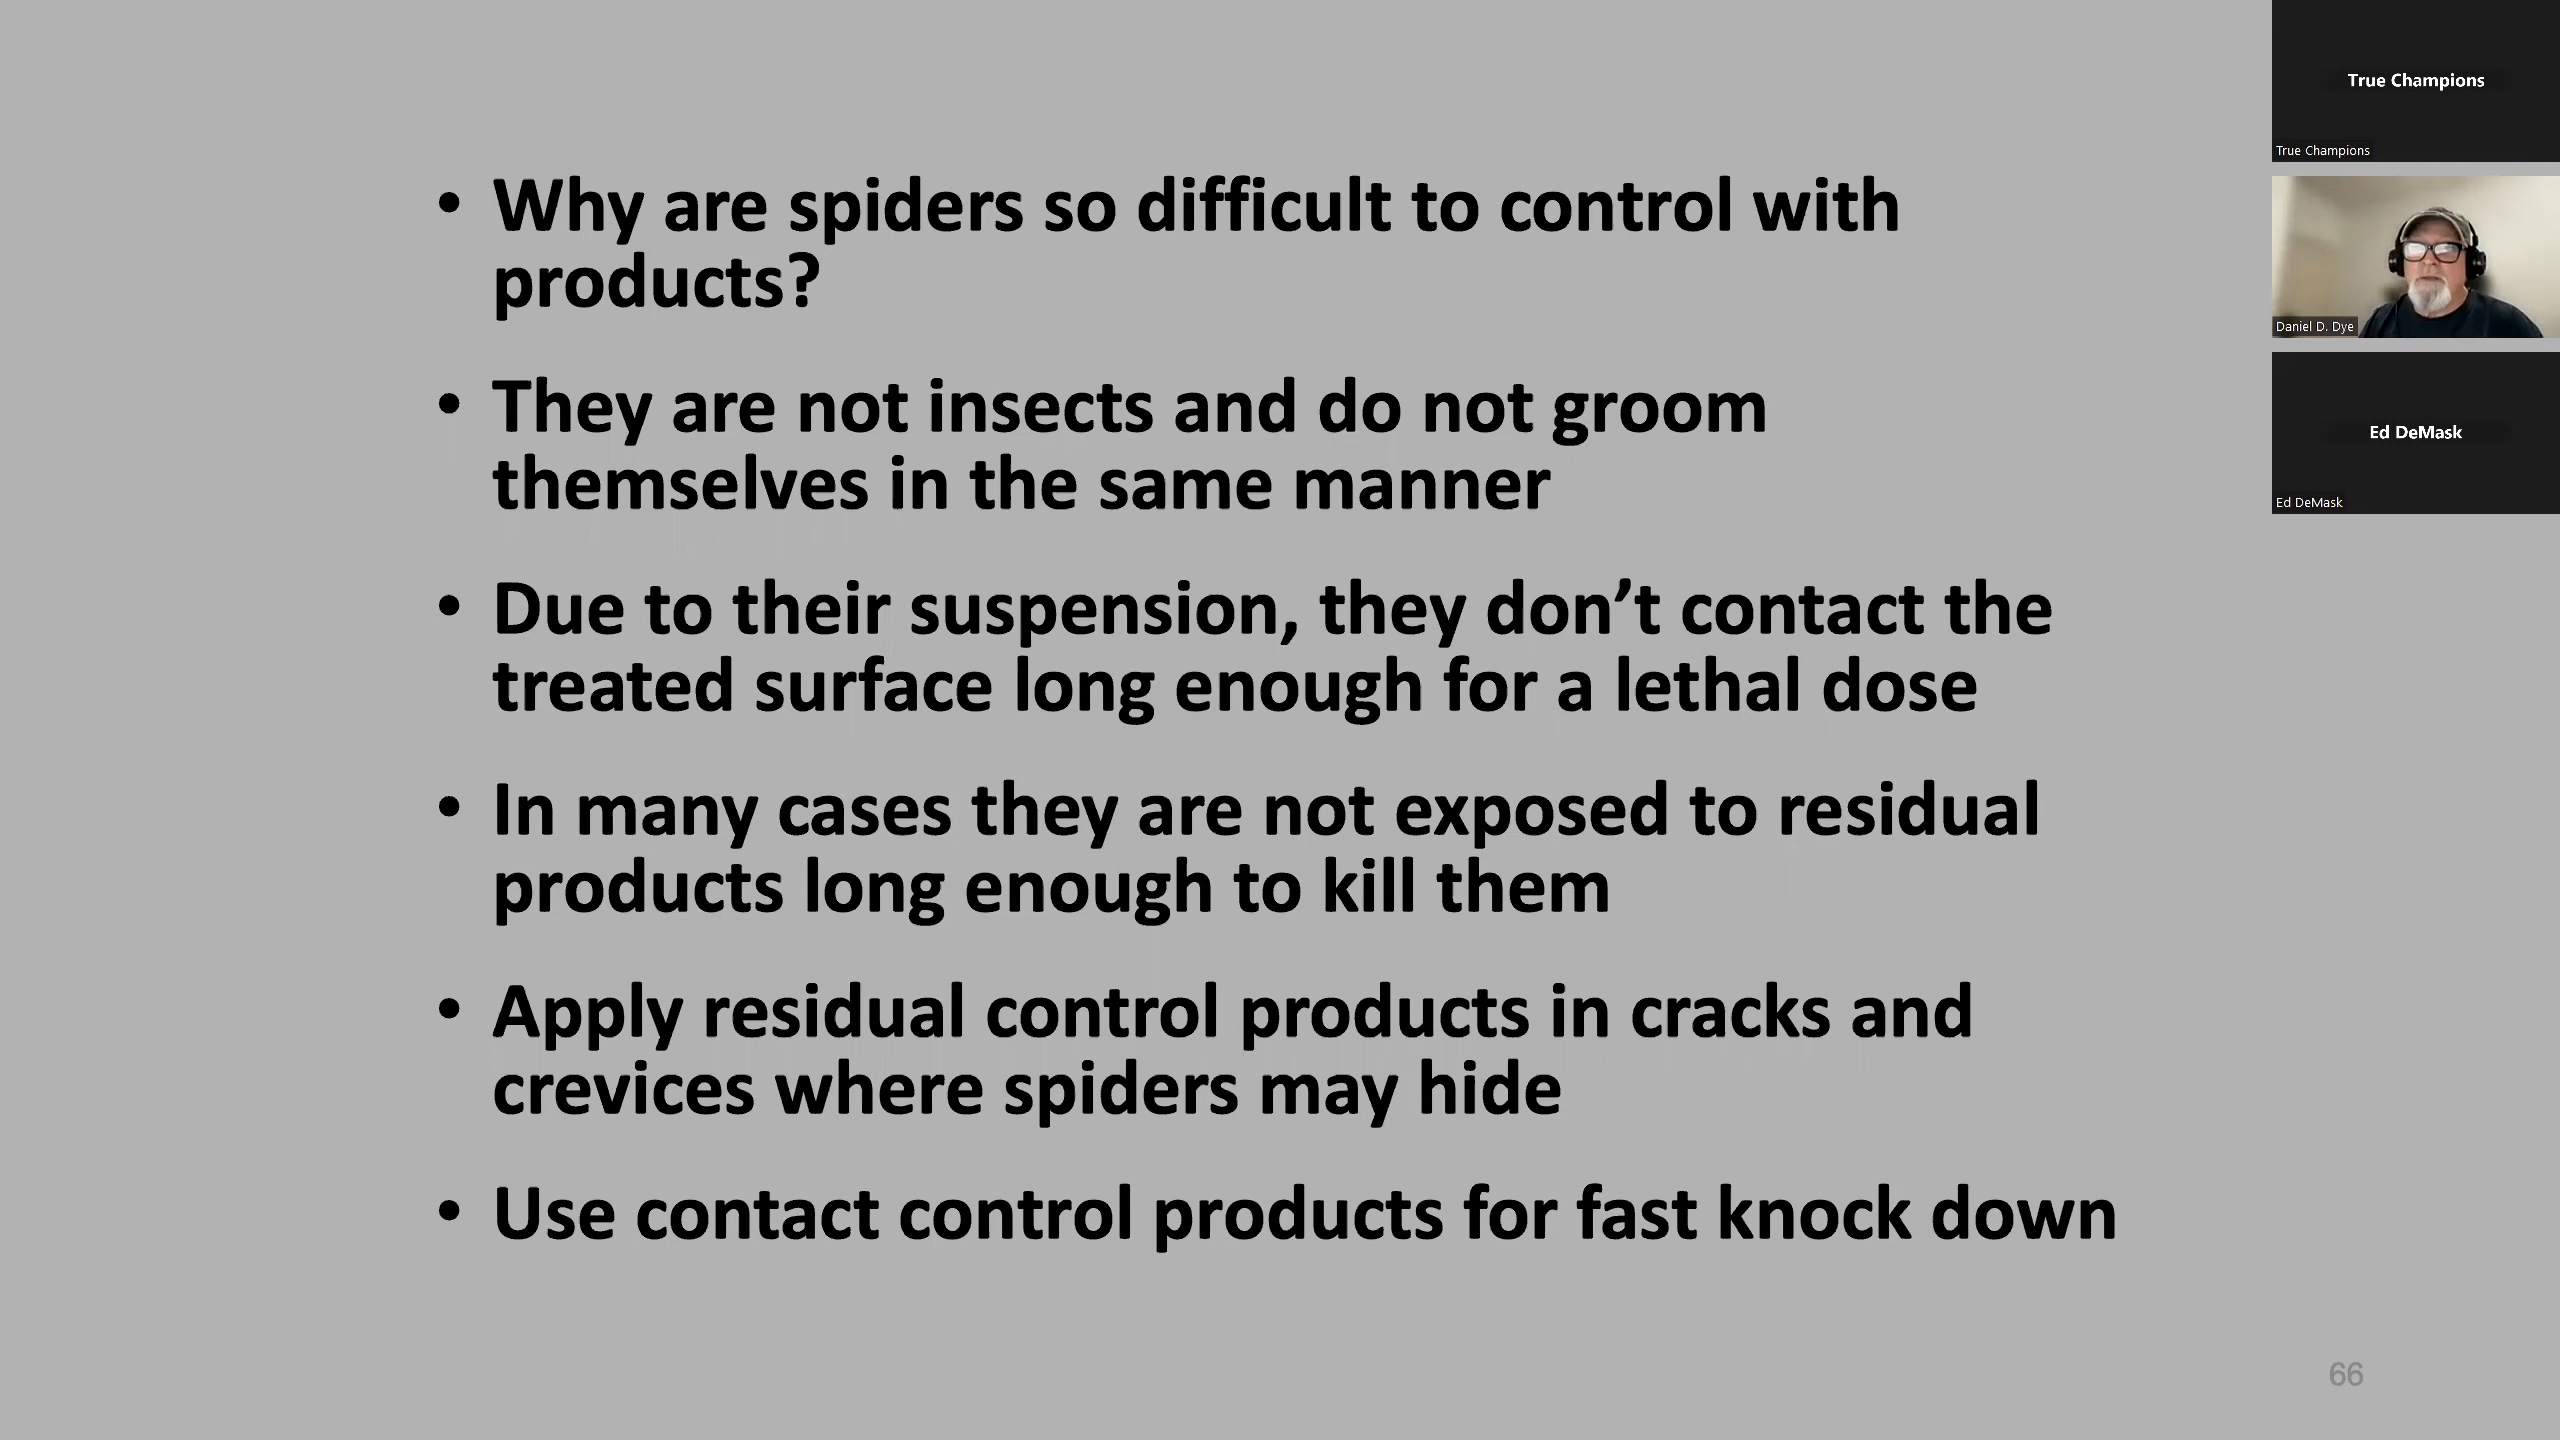 • Why are spiders so difficult to control with
products?
• They are not insects and do not groom
themselves in the same manner
• Due to their suspension, they don’t contact the
treated surface long enough for a lethal dose
• In many cases they are not exposed to residual
products long enough to kill them
• Apply residual control products in cracks and
crevices where spiders may hide
• Use contact control products for fast knock down
66
True Champions
True Champions
Daniel D. Dye
Ed DeMask
Ed DeMask